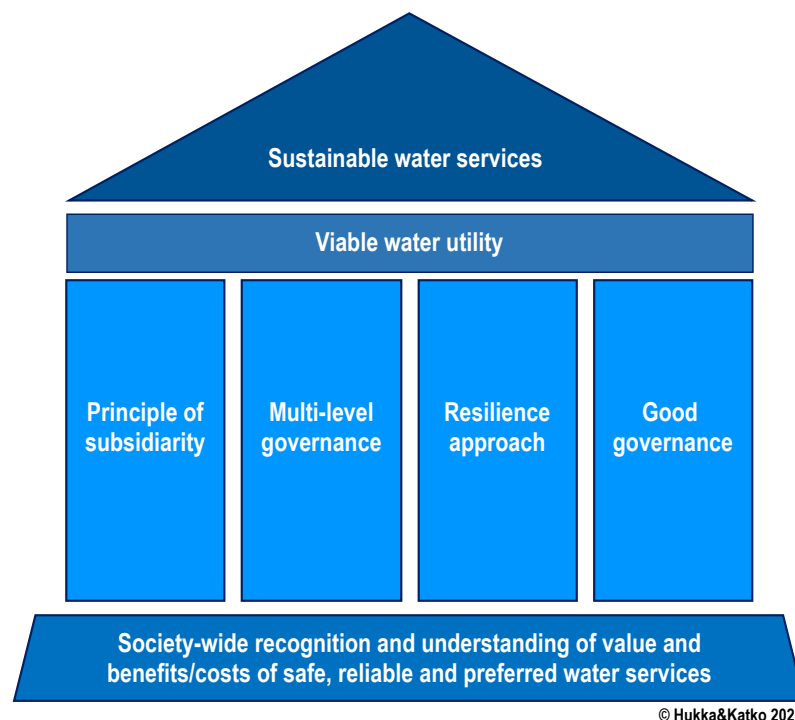 Sustainable water services
Viable water utility
Principle of
subsidiarity
Multi-level
governance
Resilience
approach
Good
governance
Society-wide recognition and understanding of value and
benefits/costs of safe, reliable and preferred water services
© Hukka&Katko 202